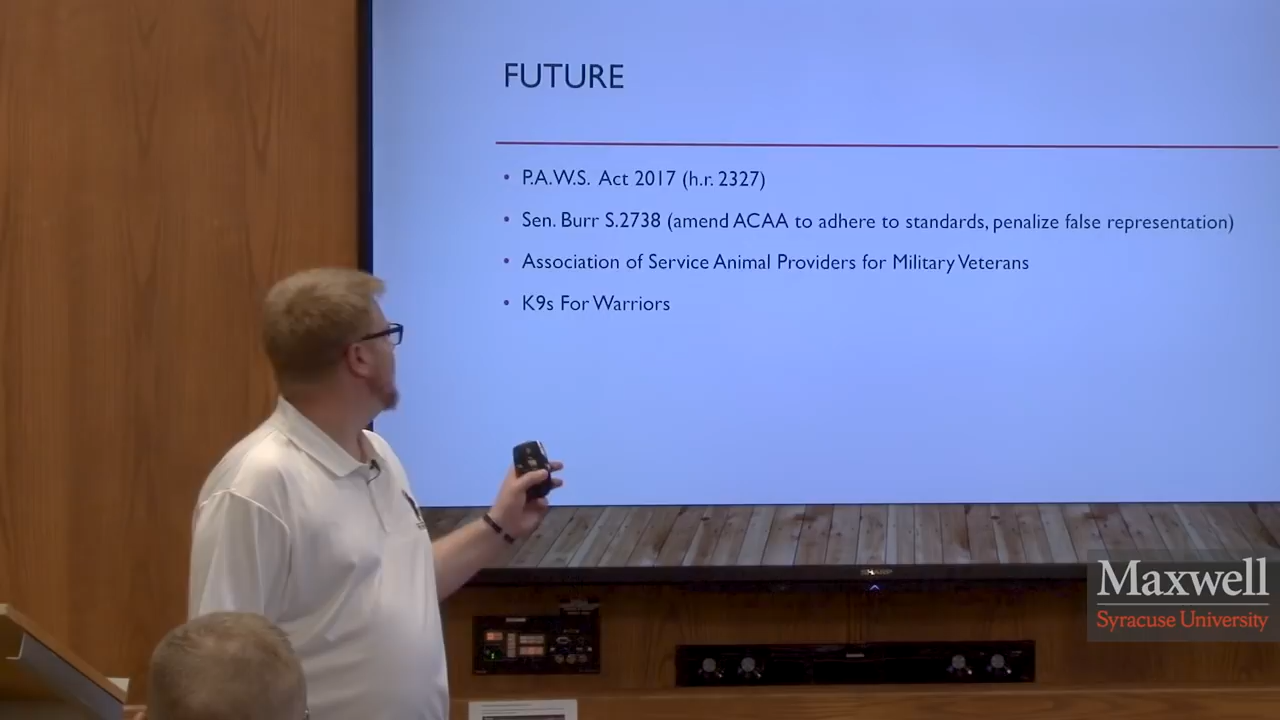 FUTURE
• P.A.W.S. Act 2017 (h.r. 2327)
• Sen. Burr S.2738 (amend ACAA to adhere to standards, penalize false representation)
• Association of Service Animal Providers for Military Veterans
• K9s For Warriors
SHARP
Maxwell
Syracuse University